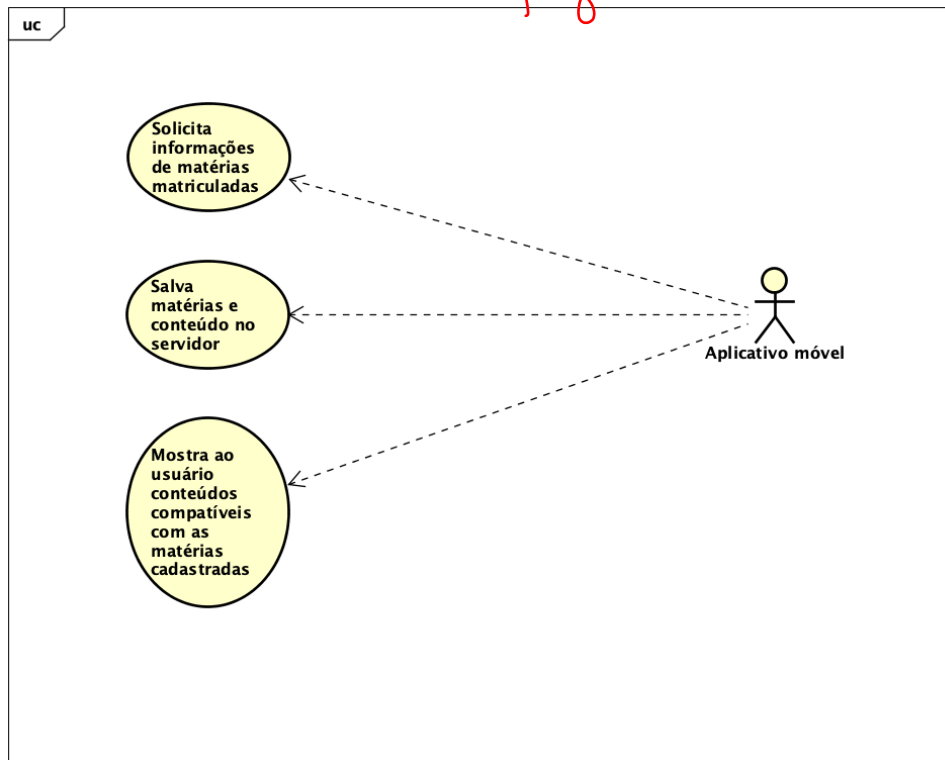 uc
Solicita
informações
de matérias
matriculadas
Salva
matérias e
conteúdo no
servidor
Aplicativo móvel
Mostra ao
usuário
conteúdos
compatíveis
com as
matérias
cadastradas